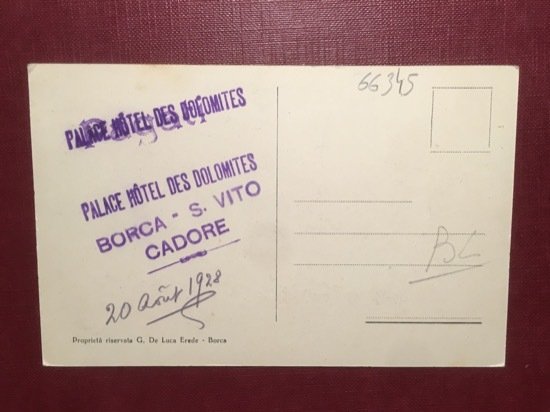 66345
PALACE HÔTEL DES DOLOMITES
PALACE HÔTEL DES DOLOMITES
BORCA - S. VITO
CADORE
20 Août 1928
Proprietà riservata G. De Luca Erede - Borca